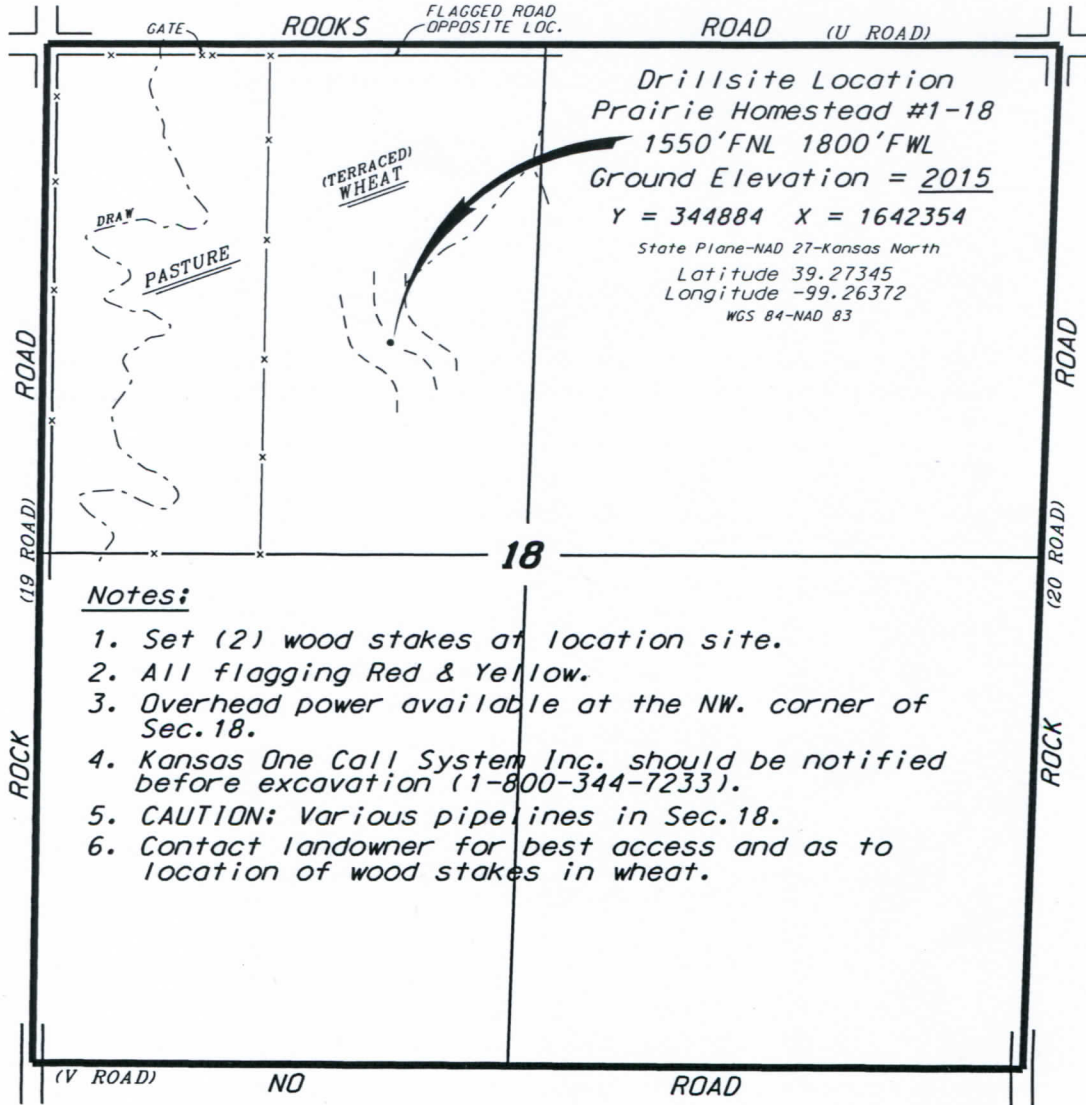 GATE
ROOKS
FLAGGED ROAD
OPPOSITE LOC.
ROAD (U ROAD)
Drillsite Location
Prairie Homestead #1-18
1550'FNL 1800'FWL
Ground Elevation = 2015
Y = 344884 X = 1642354
State Plane-NAD 27-Kansas North
Latitude 39.27345
Longitude -99.26372
WGS 84-NAD 83
(TERRACED)
WHEAT
DRAW
PASTURE
ROAD
ROAD
(19 ROAD)
18
(20 ROAD)
ROCK
ROCK
Notes:
1. Set (2) wood stakes at location site.
2. All flagging Red & Yellow.
3. Overhead power available at the NW. corner of
Sec.18.
4. Kansas One Call System Inc. should be notified
before excavation (1-800-344-7233).
5. CAUTION: Various pipelines in Sec.18.
6. Contact landowner for best access and as to
location of wood stakes in wheat.
(V ROAD) NO ROAD